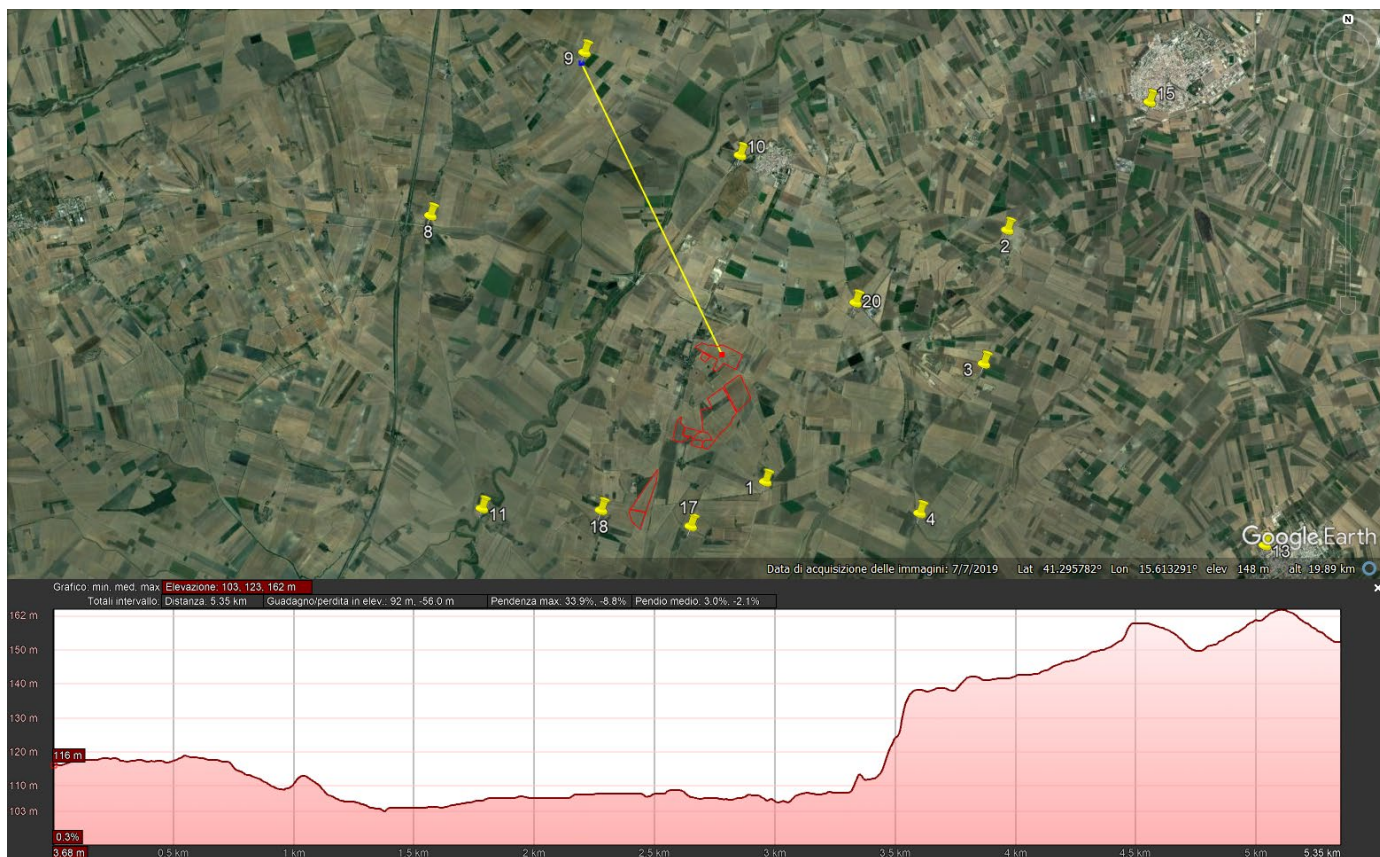 N
9
15
10
8
2
20
3
1
11
18
17
4
Google Earth
13
Data di acquisizione delle immagini: 7/7/2019 Lat 41.295782° Lon 15.613291° elev 148 m alt 19.89 km
Grafico: min. med. max Elevazione: 103, 123, 162 m
Totali intervallo: Distanza: 5.35 km Guadagno/perdita in elev.: 92 m, -56.0 m Pendenza max: 33.9%, -8.8% Pendio medio: 3.0%, -2.1%
162 m
150 m
140 m
130 m
120 m
116 m
110 m
103 m
0.3%
3.68 m 0.5 km 1 km 1.5 km 2 km 2.5 km 3 km 3.5 km 4 km 4.5 km 5 km 5.35 km